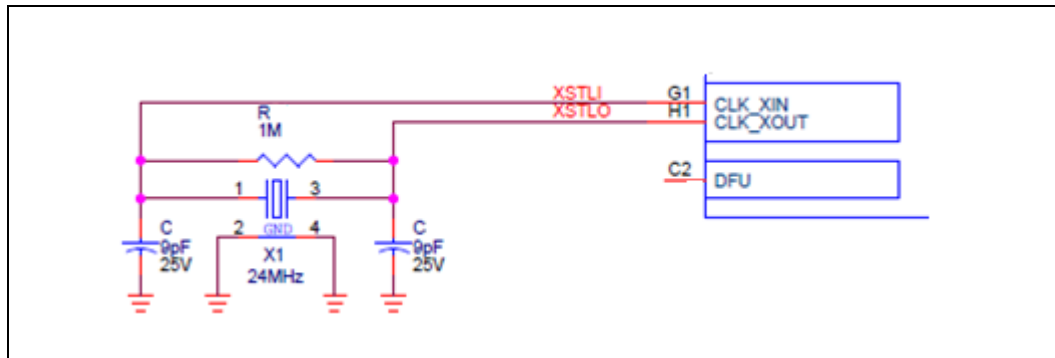 XSTLI G1 CLK_XIN
XSTLO H1 CLK_XOUT
R
1M
C2 DFU
1 3
C 2 GND 4 C
9pF X1 9pF
25V 24MHz 25V